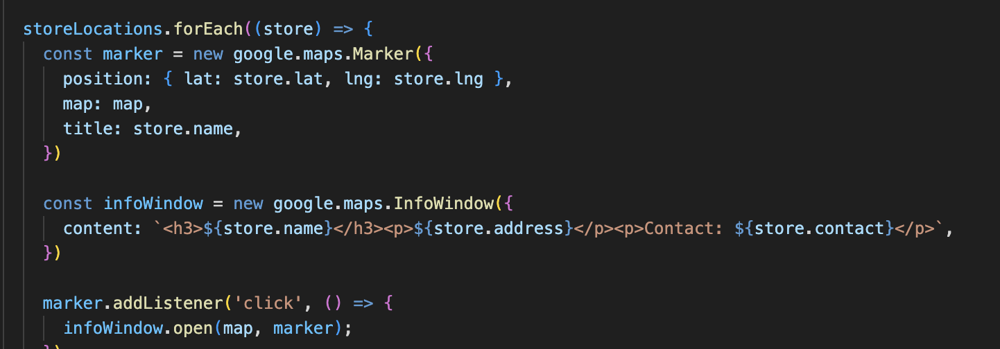 storeLocations.forEach((store) => {
const marker = new google.maps.Marker({
position: { lat: store.lat, lng: store.lng },
map: map,
title: store.name,
})
const infoWindow = new google.maps.InfoWindow({
content: `<h3>${store.name}</h3><p>${store.address}</p><p>Contact: ${store.contact}</p>`,
})
marker.addListener('click', () => {
infoWindow.open(map, marker);
})